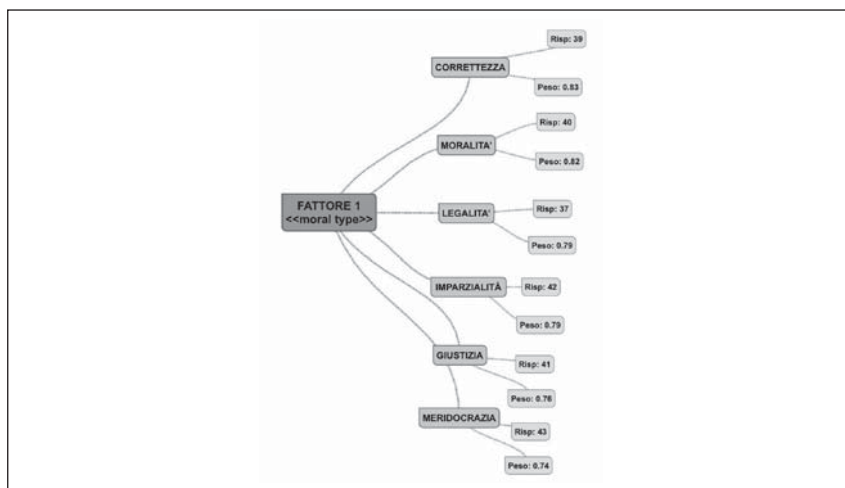 Risp: 39
CORRETTEZZA
Peso: 0.83
Risp: 40
MORALITA'
Peso: 0.82
FATTORE 1
<<moral type>>
Risp: 37
LEGALITA'
Peso: 0.79
IMPARZIALITÀ
Risp: 42
Peso: 0.79
GIUSTIZIA
Risp: 41
Peso: 0.76
MERIDOCRAZIA
Risp: 43
Peso: 0.74